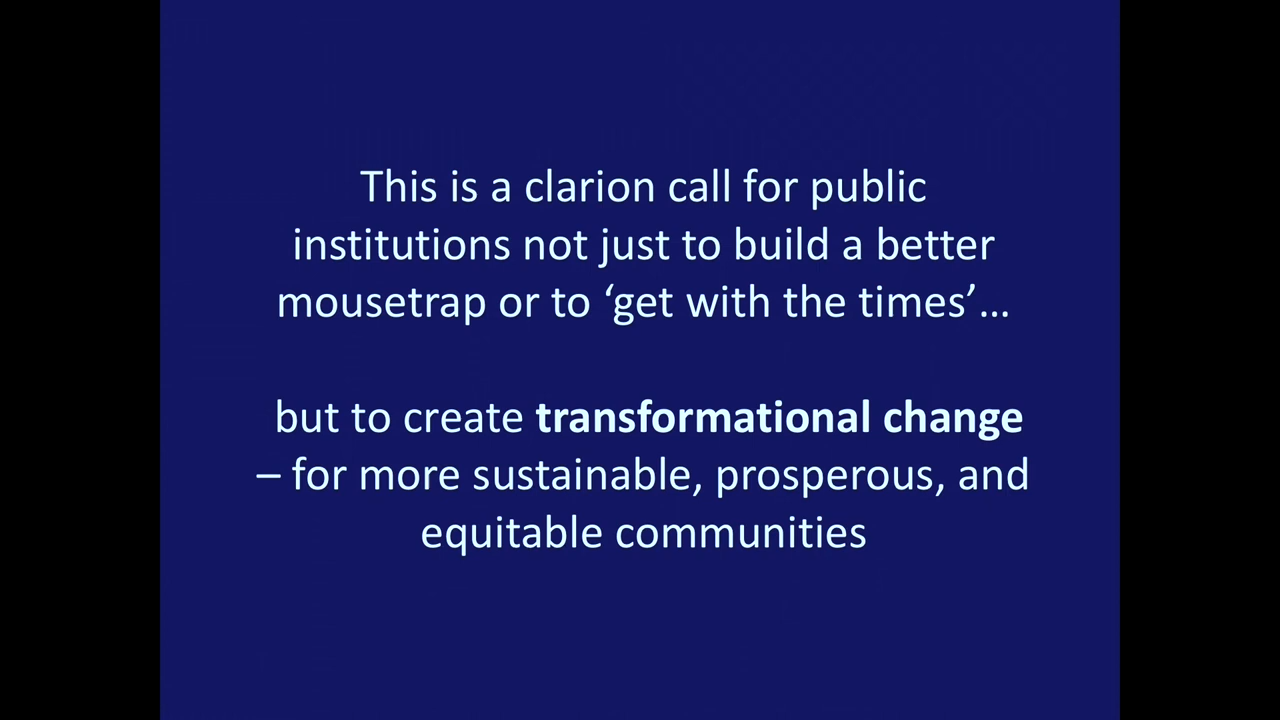 This is a clarion call for public
institutions not just to build a better
mousetrap or to ‘get with the times’…
but to create transformational change
– for more sustainable, prosperous, and
equitable communities